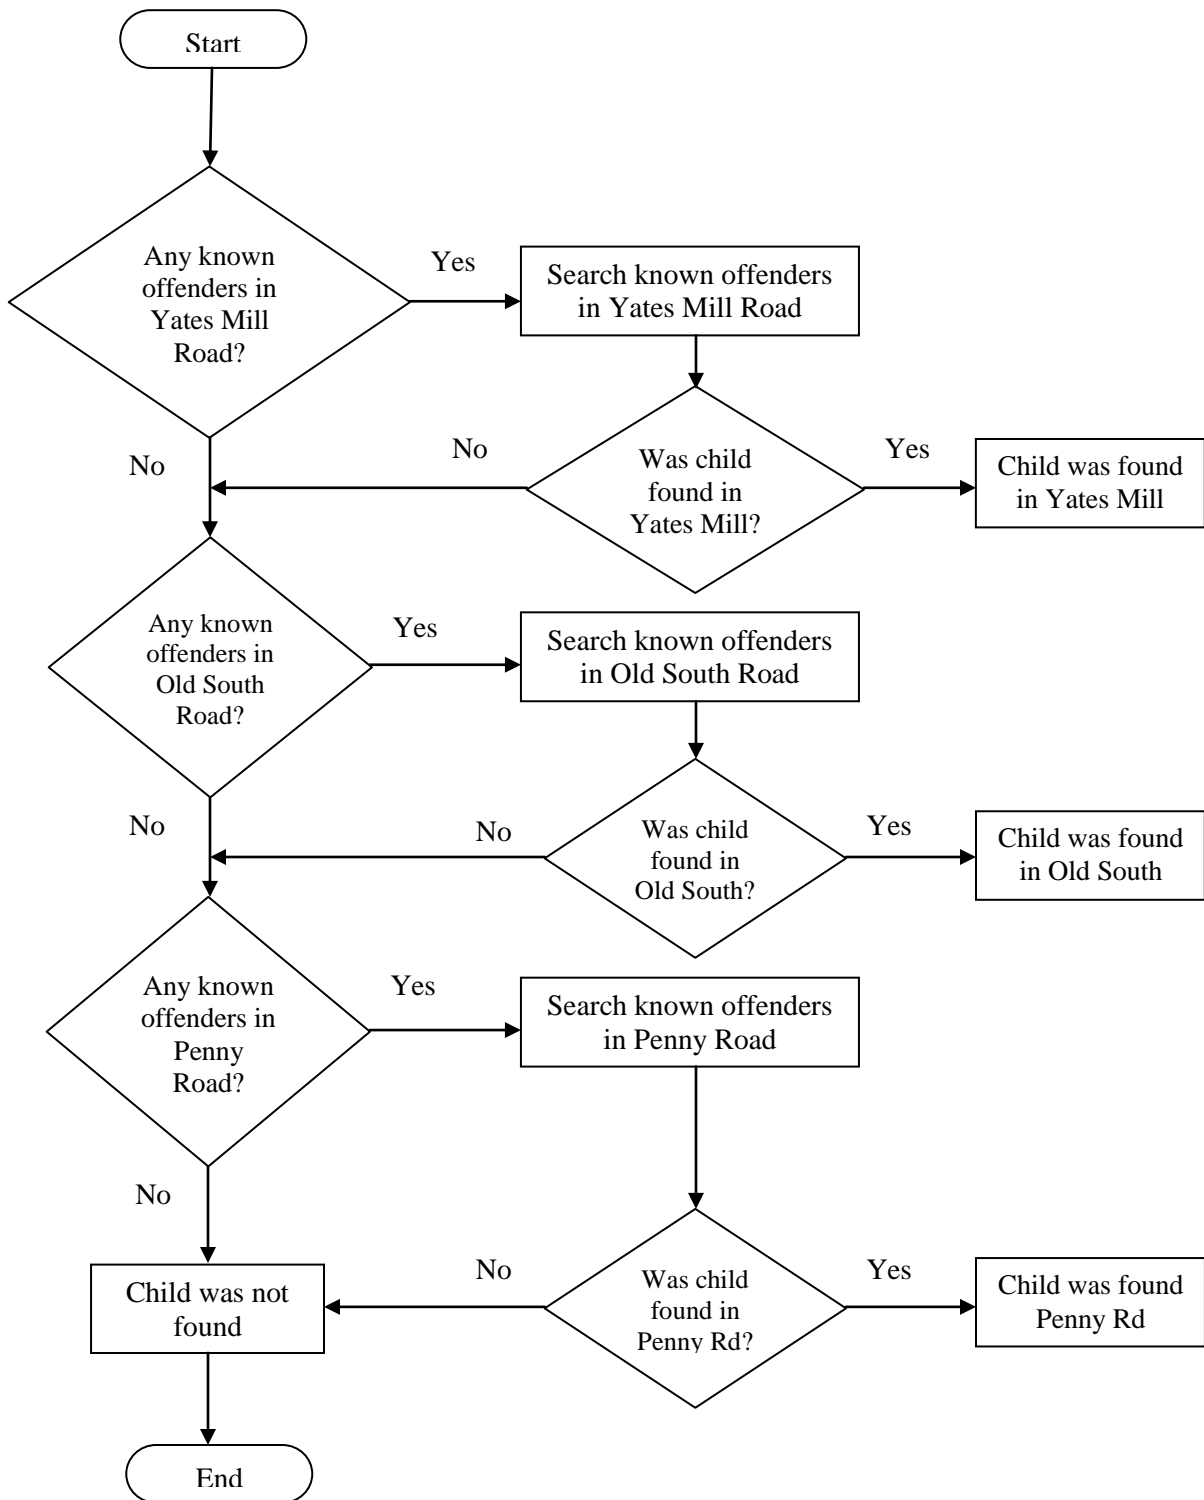 Start
Any known
offenders in
Yates Mill
Road?
Yes
Search known offenders
in Yates Mill Road
No
No
Was child
found in
Yates Mill?
Yes
Child was found
in Yates Mill
Any known
offenders in
Old South
Road?
Yes
Search known offenders
in Old South Road
No
No
Was child
found in
Old South?
Yes
Child was found
in Old South
Any known
offenders in
Penny
Road?
Yes
Search known offenders
in Penny Road
No
Child was not
found
No
Was child
found in
Penny Rd?
Yes
Child was found
Penny Rd
End